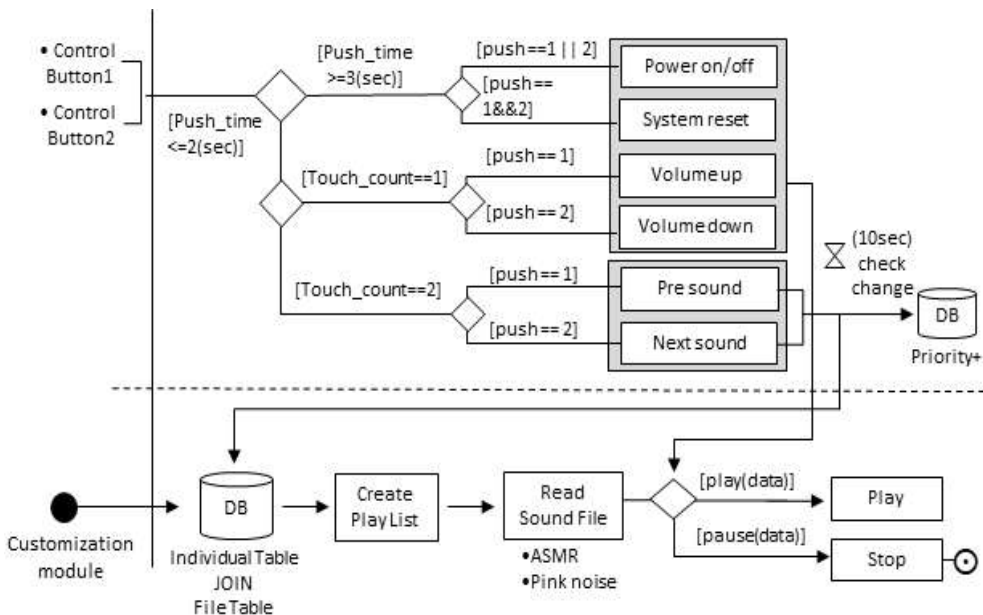 • Control
Button1
• Control
Button2
[Push_time
<=2(sec)]
[Push_time
>=3(sec)]
[push==1 || 2]
[push==
1&&2]
Power on/off
System reset
[Touch_count==1]
[push== 1]
[push== 2]
Volume up
Volume down
[Touch_count==2]
[push== 1]
[push== 2]
Pre sound
Next sound
(10sec)
check
change
DB
Priority+
Customization
module
DB
Individual Table
JOIN
File Table
Create
Play List
Read
Sound File
•ASMR
•Pink noise
[play(data)]
[pause(data)]
Play
Stop